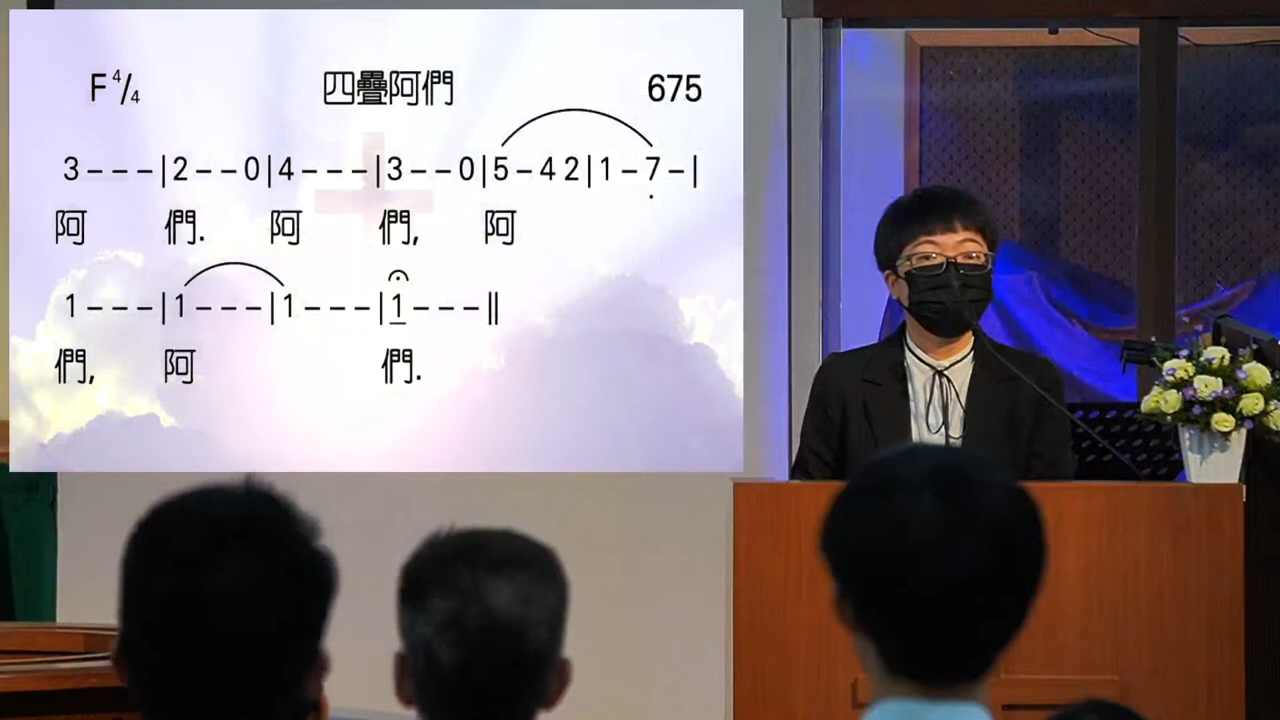 F 4/4 四疊阿們 675
3 - - - | 2 - - 0 | 4 - - - | 3 - - 0 | 5 - 4 2 | 1 - 7̣ - |
阿 們. 阿 們, 阿
1 - - - | 1 - - - | 1 - - - | 1 - - - ‖
們, 阿 們.